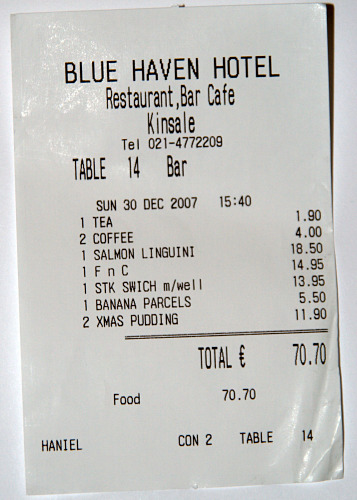 BLUE HAVEN HOTEL
Restaurant,Bar Cafe
Kinsale
Tel 021-4772209
TABLE 14 Bar
SUN 30 DEC 2007 15:40
1 TEA 1.90
2 COFFEE 4.00
1 SALMON LINGUINI 18.50
1 F n C 14.95
1 STK SWICH m/well 13.95
1 BANANA PARCELS 5.50
2 XMAS PUDDING 11.90
TOTAL € 70.70
Food 70.70
HANIEL CON 2 TABLE 14